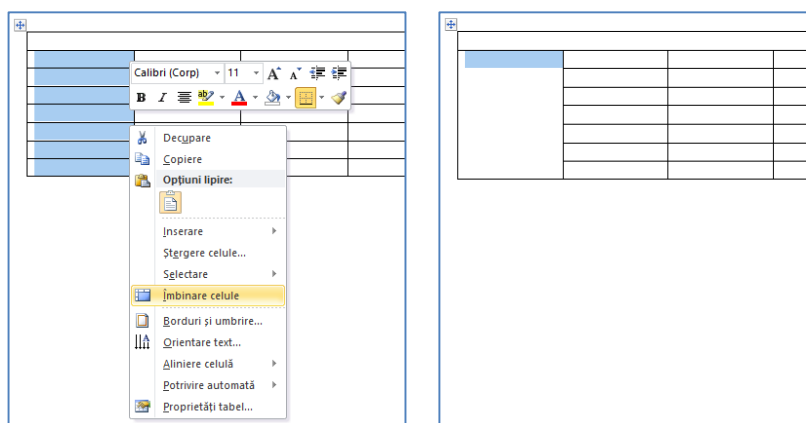 Calibri (Corp) 11 A A
B I ab A
Decupare
Copiere
Opțiuni lipire:
Inserare
Ștergere celule...
Selectare
Îmbinare celule
Borduri și umbrire...
Orientare text...
Aliniere celulă
Potrivire automată
Proprietăți tabel...